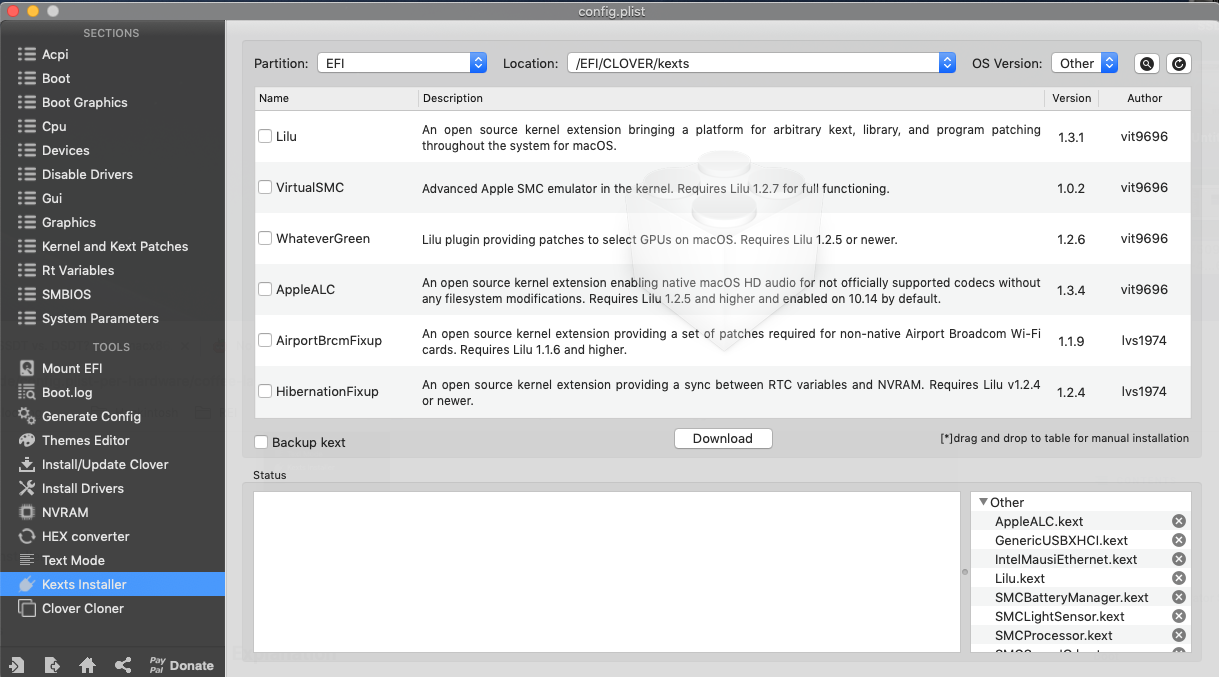 config.plist
SECTIONS
Acpi
Boot
Boot Graphics
Cpu
Devices
Disable Drivers
Gui
Graphics
Kernel and Kext Patches
Rt Variables
SMBIOS
System Parameters
TOOLS
Mount EFI
Boot.log
Generate Config
Themes Editor
Install/Update Clover
Install Drivers
NVRAM
HEX converter
Text Mode
Kexts Installer
Clover Cloner
Pay
Pal
Donate
Partition: EFI Location: /EFI/CLOVER/kexts OS Version: Other
Name Description Version Author
Lilu
An open source kernel extension bringing a platform for arbitrary kext, library, and program patching
throughout the system for macOS.
1.3.1 vit9696
VirtualSMC
Advanced Apple SMC emulator in the kernel. Requires Lilu 1.2.7 for full functioning.
1.0.2 vit9696
WhateverGreen
Lilu plugin providing patches to select GPUs on macOS. Requires Lilu 1.2.5 or newer.
1.2.6 vit9696
AppleALC
An open source kernel extension enabling native macOS HD audio for not officially supported codecs without
any filesystem modifications. Requires Lilu 1.2.5 and higher and enabled on 10.14 by default.
1.3.4 vit9696
AirportBrcmFixup
An open source kernel extension providing a set of patches required for non-native Airport Broadcom Wi-Fi
cards. Requires Lilu 1.1.6 and higher.
1.1.9 lvs1974
HibernationFixup
An open source kernel extension providing a sync between RTC variables and NVRAM. Requires Lilu v1.2.4
or newer.
1.2.4 lvs1974
Backup kext
Download
[*]drag and drop to table for manual installation
Status
Other
AppleALC.kext
GenericUSBXHCI.kext
IntelMausiEthernet.kext
Lilu.kext
SMCBatteryManager.kext
SMCLightSensor.kext
SMCProcessor.kext